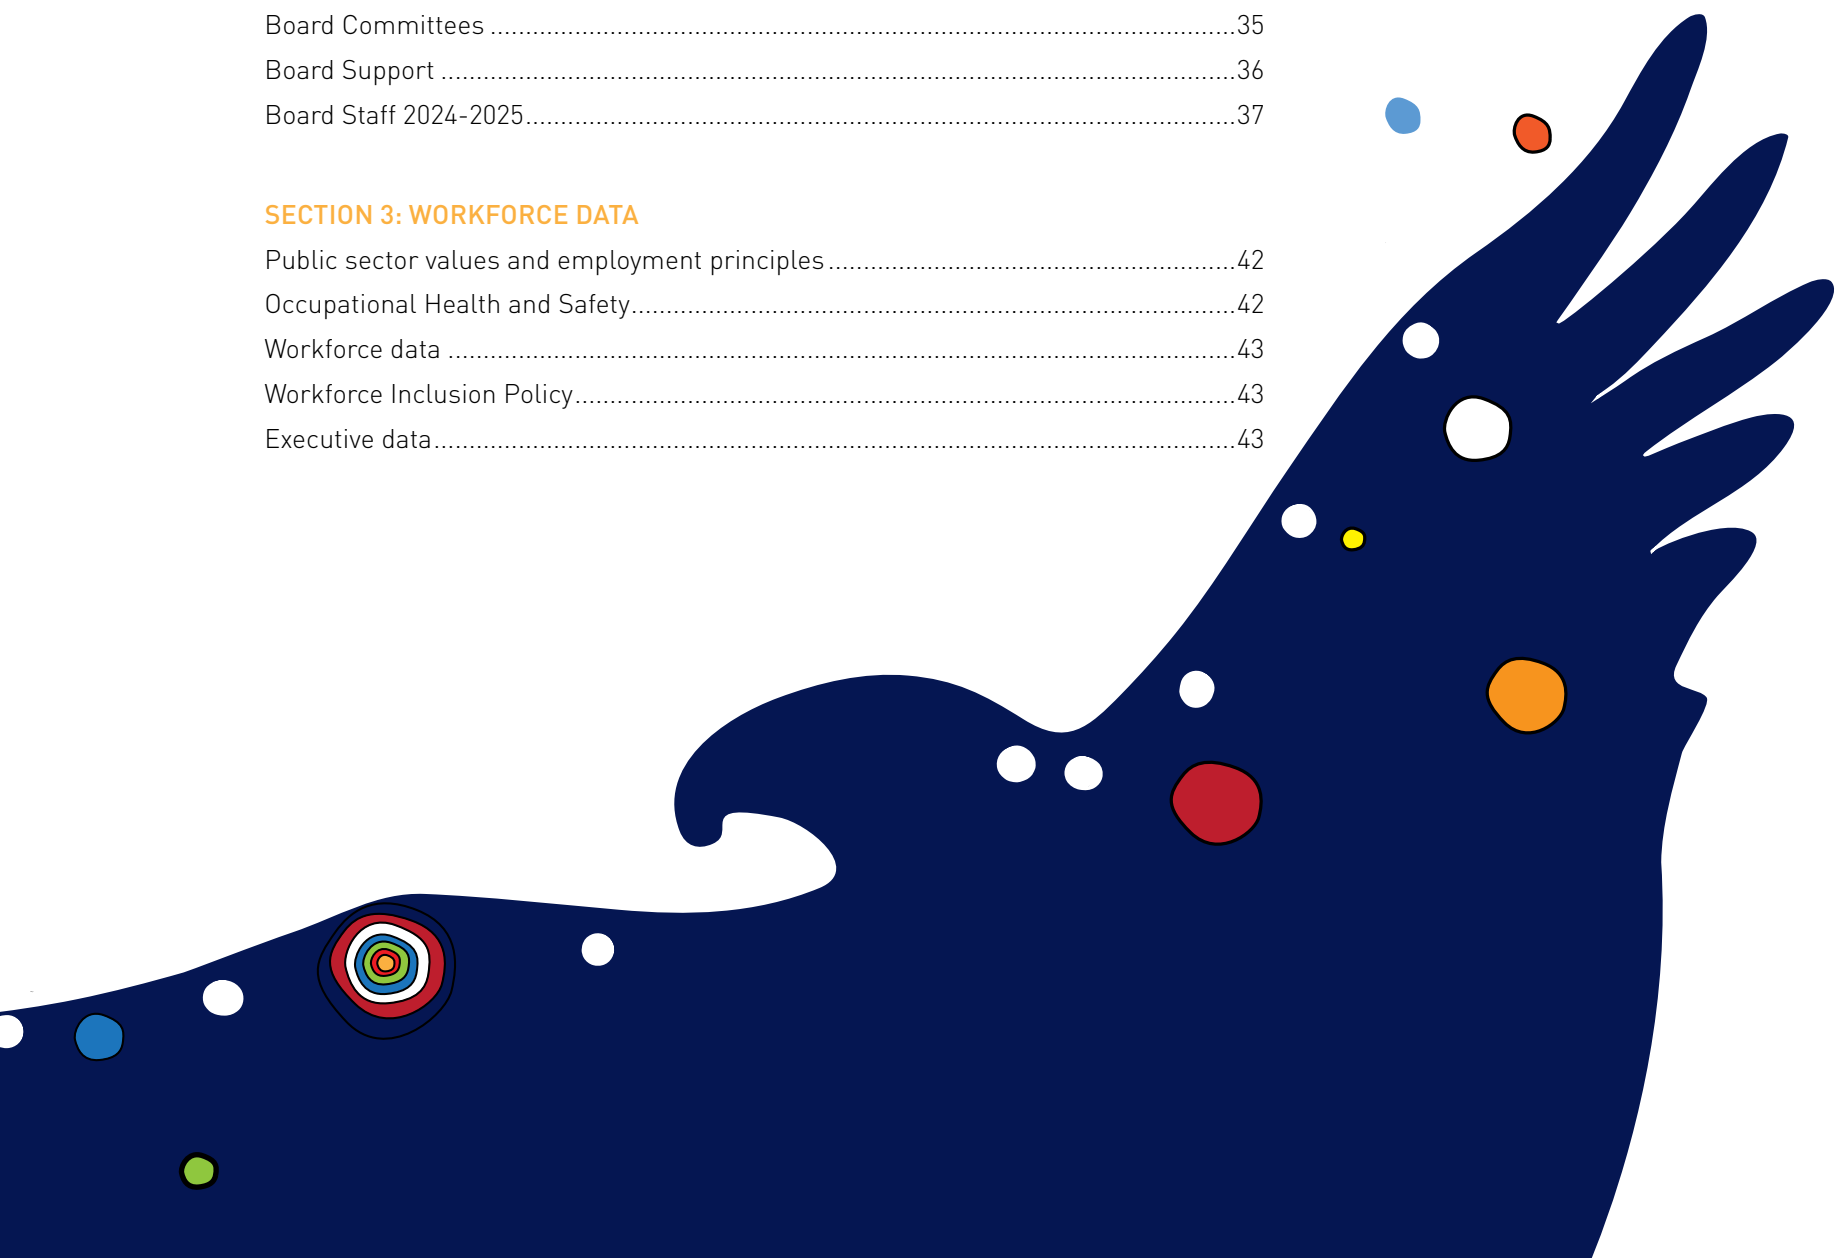 Board Committees ..........35
Board Support ..........36
Board Staff 2024-2025..........37
SECTION 3: WORKFORCE DATA
Public sector values and employment principles..........42
Occupational Health and Safety..........42
Workforce data ..........43
Workforce Inclusion Policy..........43
Executive data..........43